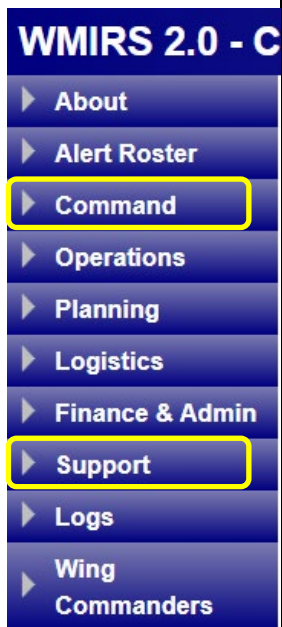 WMIRS 2.0 - C
About
Alert Roster
Command
Operations
Planning
Logistics
Finance & Admin
Support
Logs
Wing
Commanders